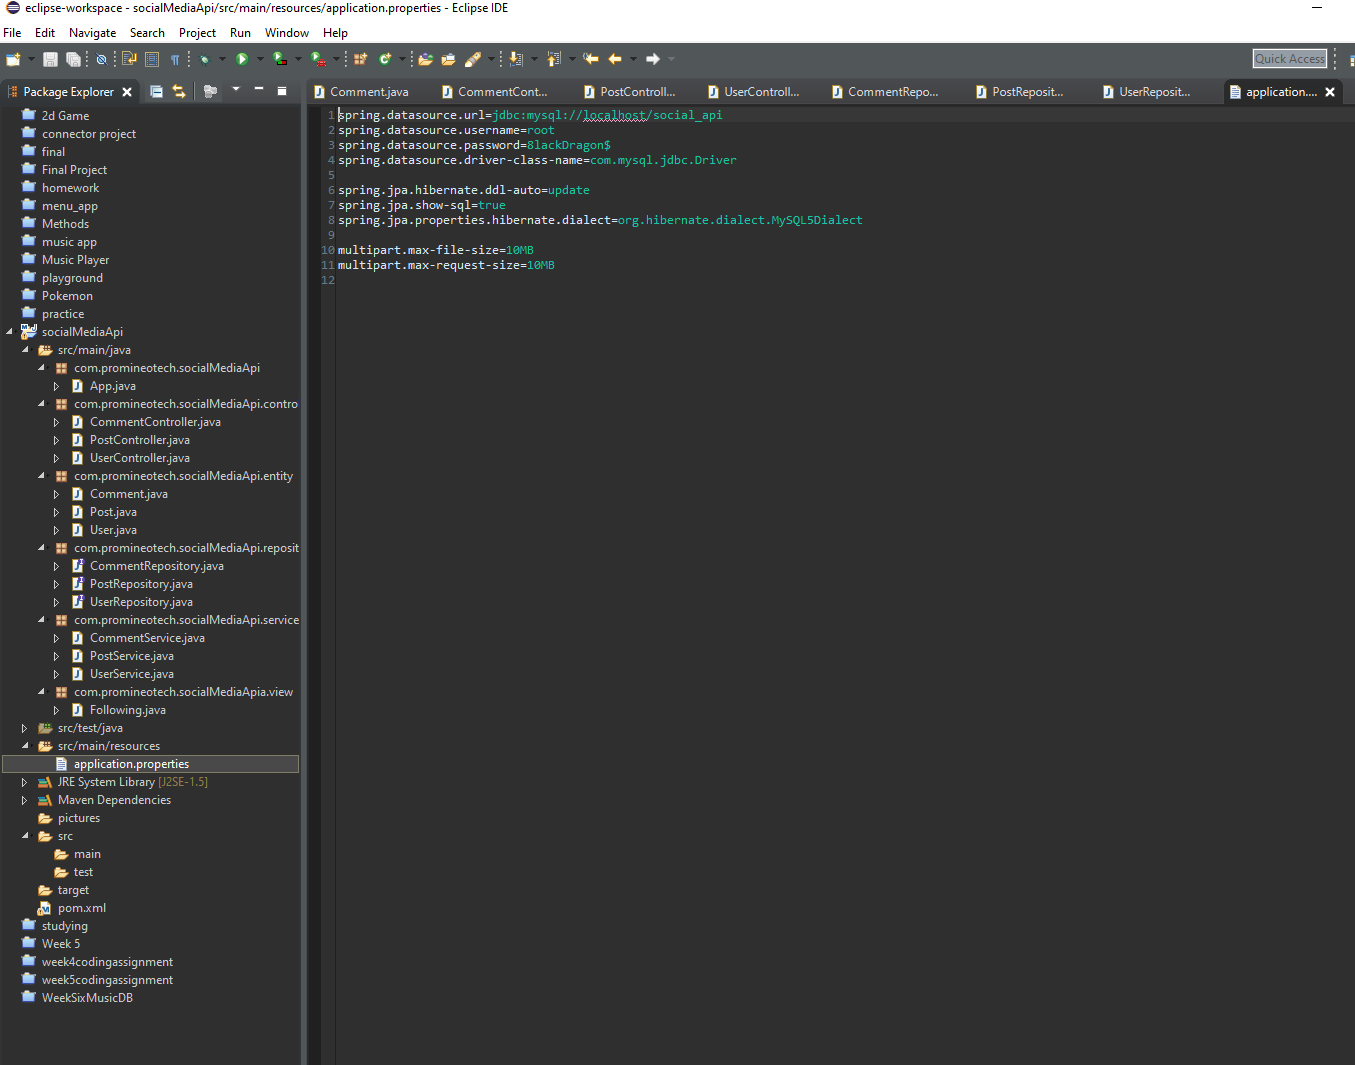 eclipse-workspace - socialMediaApi/src/main/resources/application.properties - Eclipse IDE
File Edit Navigate Search Project Run Window Help
Quick Access
Package Explorer
Comment.java CommentCont... PostControll... UserControll... CommentRepo... PostReposit... UserReposit... application....
2d Game
connector project
final
Final Project
homework
menu_app
Methods
music app
Music Player
playground
Pokemon
practice
socialMediaApi
src/main/java
com.promineotech.socialMediaApi
App.java
com.promineotech.socialMediaApi.contro
CommentController.java
PostController.java
UserController.java
com.promineotech.socialMediaApi.entity
Comment.java
Post.java
User.java
com.promineotech.socialMediaApi.reposit
CommentRepository.java
PostRepository.java
UserRepository.java
com.promineotech.socialMediaApi.service
CommentService.java
PostService.java
UserService.java
com.promineotech.socialMediaApia.view
Following.java
src/test/java
src/main/resources
application.properties
JRE System Library [J2SE-1.5]
Maven Dependencies
pictures
src
main
test
target
pom.xml
studying
Week 5
week4codingassignment
week5codingassignment
WeekSixMusicDB
1 spring.datasource.url=jdbc:mysql://localhost/social_api
2 spring.datasource.username=root
3 spring.datasource.password=8lackDragon$
4 spring.datasource.driver-class-name=com.mysql.jdbc.Driver
5
6 spring.jpa.hibernate.ddl-auto=update
7 spring.jpa.show-sql=true
8 spring.jpa.properties.hibernate.dialect=org.hibernate.dialect.MySQL5Dialect
9
10 multipart.max-file-size=10MB
11 multipart.max-request-size=10MB
12